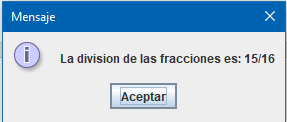 Mensaje
La division de las fracciones es: 15/16
Aceptar